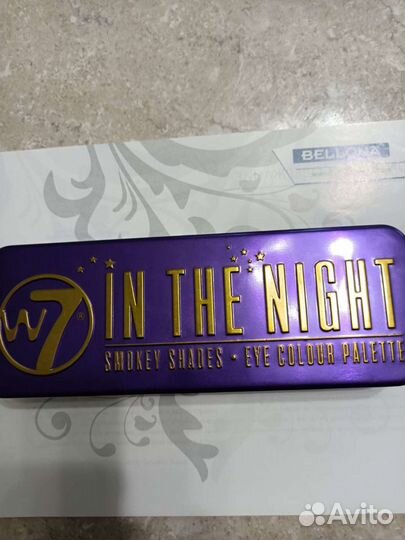 BELLONA
W7® IN THE NIGHT
SMOKEY SHADES • EYE COLOUR PALETTE
Avito